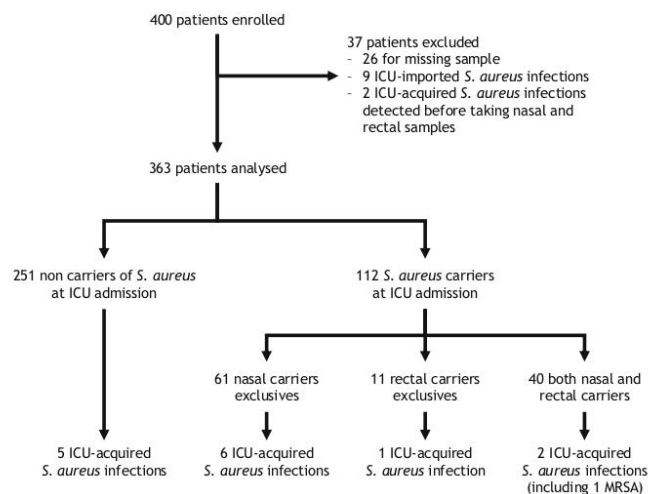 400 patients enrolled
37 patients excluded
- 26 for missing sample
- 9 ICU-imported S. aureus infections
- 2 ICU-acquired S. aureus infections
detected before taking nasal and
rectal samples
363 patients analysed
251 non carriers of S. aureus
at ICU admission
112 S. aureus carriers
at ICU admission
61 nasal carriers
exclusives
11 rectal carriers
exclusives
40 both nasal and
rectal carriers
5 ICU-acquired
S. aureus infections
6 ICU-acquired
S. aureus infections
1 ICU-acquired
S. aureus infection
2 ICU-acquired
S. aureus infections
(including 1 MRSA)